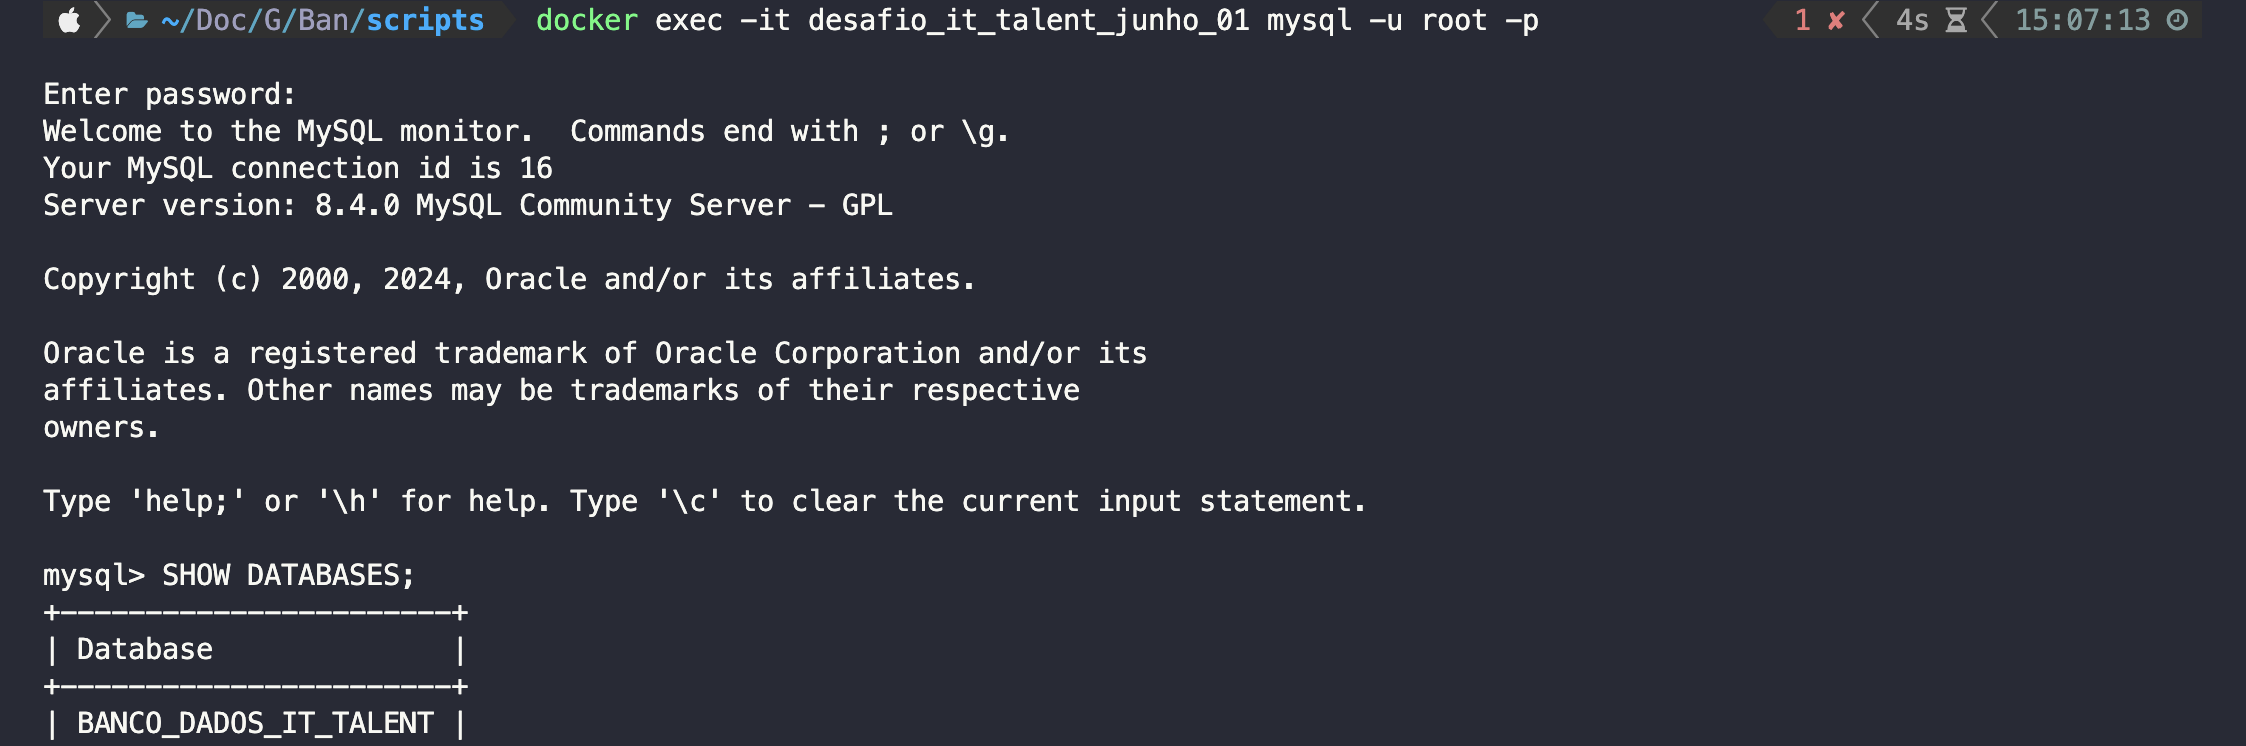 ~/Doc/G/Ban/scripts docker exec -it desafio_it_talent_junho_01 mysql -u root -p 1 ✘ 4s 15:07:13
Enter password:
Welcome to the MySQL monitor.  Commands end with ; or \g.
Your MySQL connection id is 16
Server version: 8.4.0 MySQL Community Server - GPL
Copyright (c) 2000, 2024, Oracle and/or its affiliates.
Oracle is a registered trademark of Oracle Corporation and/or its
affiliates. Other names may be trademarks of their respective
owners.
Type 'help;' or '\h' for help. Type '\c' to clear the current input statement.
mysql> SHOW DATABASES;
+-----------------------+
| Database              |
+-----------------------+
| BANCO_DADOS_IT_TALENT |